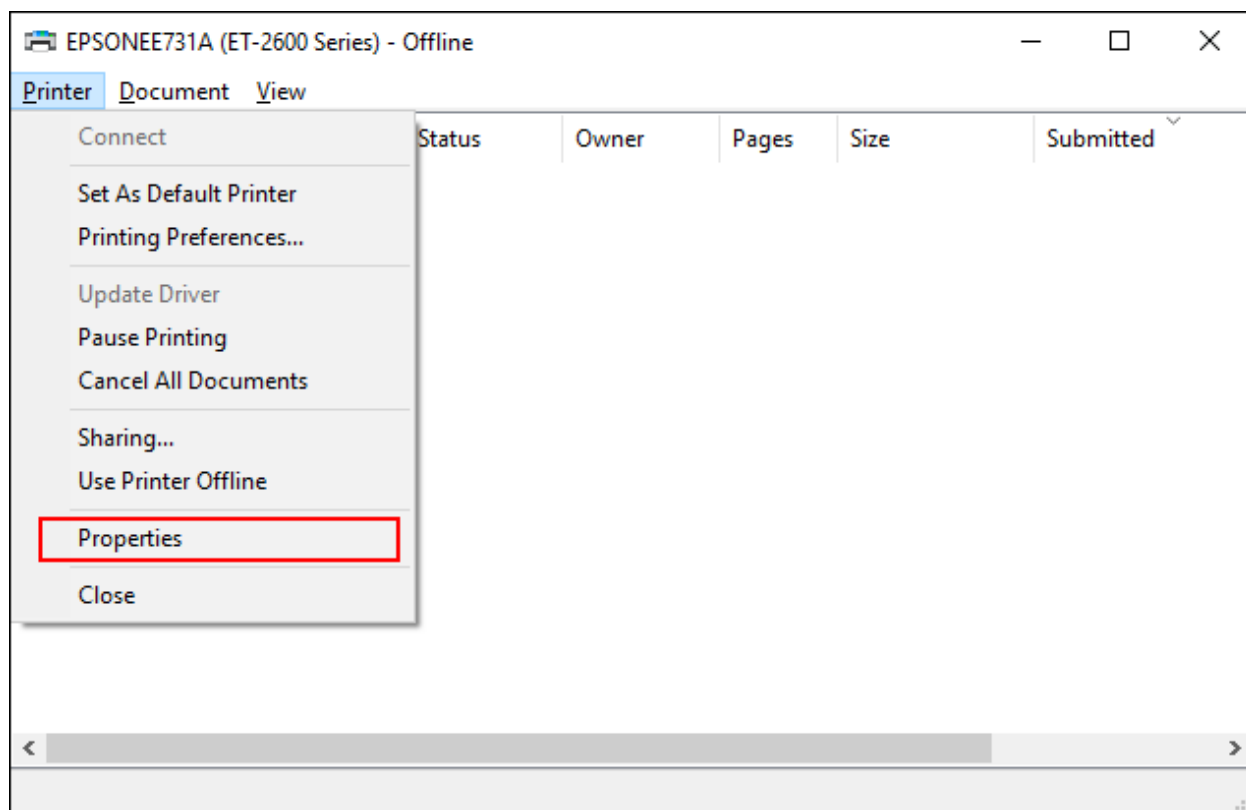 EPSONEE731A (ET-2600 Series) - Offline
Printer Document View
Status Owner Pages Size Submitted
Connect
Set As Default Printer
Printing Preferences...
Update Driver
Pause Printing
Cancel All Documents
Sharing...
Use Printer Offline
Properties
Close